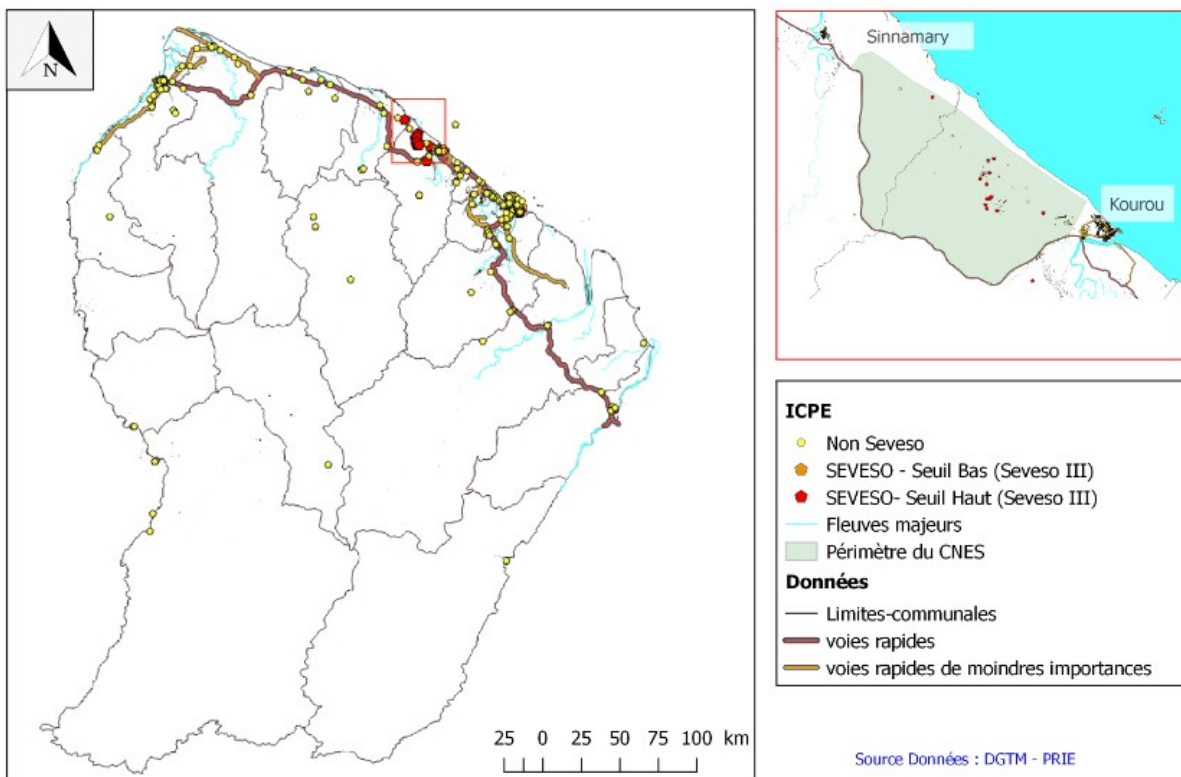 N
25 0 25 50 75 100 km
Sinnamary
Kourou
ICPE
Non Seveso
SEVESO - Seuil Bas (Seveso III)
SEVESO- Seuil Haut (Seveso III)
Fleuves majeurs
Périmètre du CNES
Données
Limites-communales
voies rapides
voies rapides de moindres importances
Source Données : DGTM - PRIE